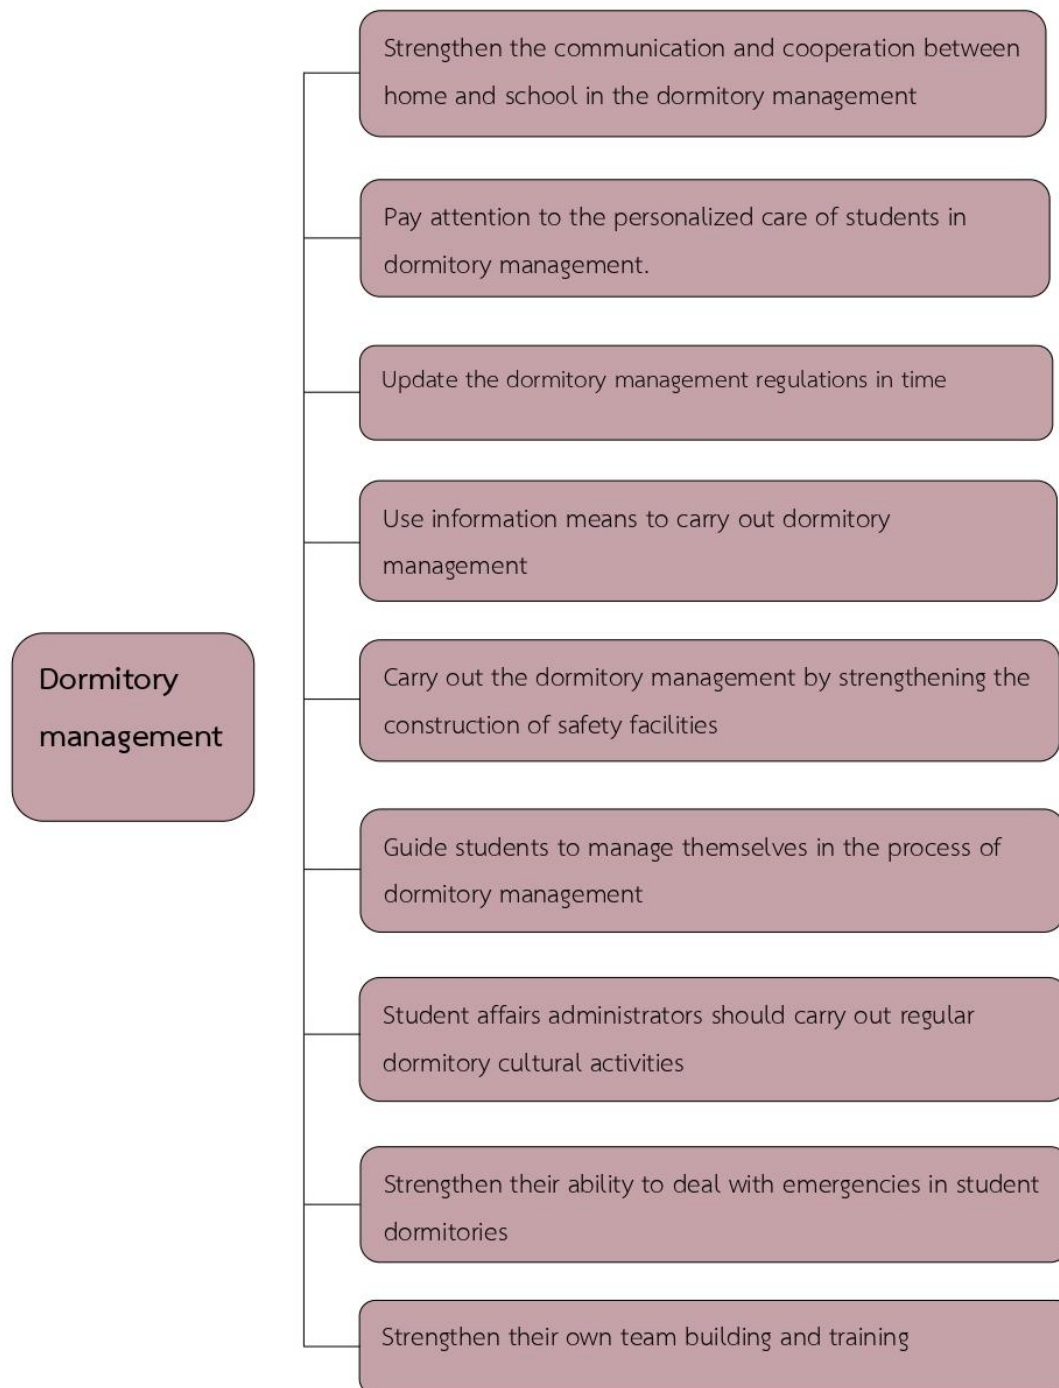 Strengthen the communication and cooperation between
home and school in the dormitory management
Pay attention to the personalized care of students in
dormitory management.
Update the dormitory management regulations in time
Use information means to carry out dormitory
management
Dormitory
management
Carry out the dormitory management by strengthening the
construction of safety facilities
Guide students to manage themselves in the process of
dormitory management
Student affairs administrators should carry out regular
dormitory cultural activities
Strengthen their ability to deal with emergencies in student
dormitories
Strengthen their own team building and training